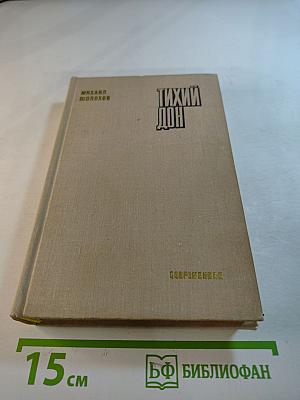 МИХАИЛ
ШОЛОХОВ
ТИХИЙ
ДОН
СОВРЕМЕННИК
15 см
БФ БИБЛИОФАН